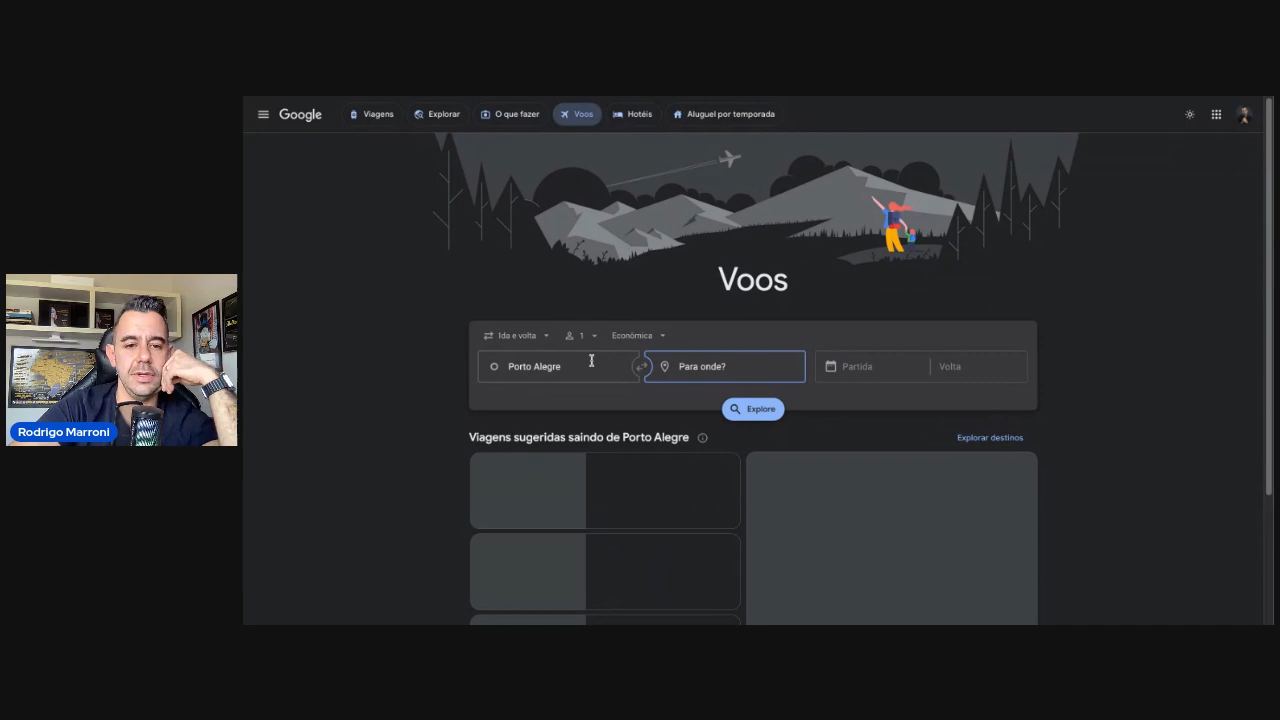 Google
Viagens
Explorar
O que fazer
Voos
Hotéis
Aluguel por temporada
Voos
Ida e volta
1
Econômica
Porto Alegre
Para onde?
Partida
Volta
Explore
Viagens sugeridas saindo de Porto Alegre
Explorar destinos
Rodrigo Marroni